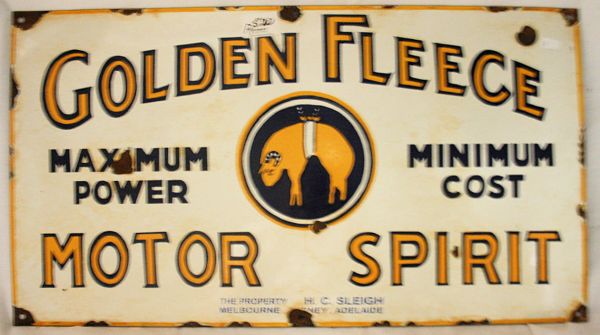 GOLDEN FLEECE
MAXIMUM
POWER
MINIMUM
COST
MOTOR SPIRIT
THE PROPERTY H. C. SLEIGH
MELBOURNE ADELAIDE